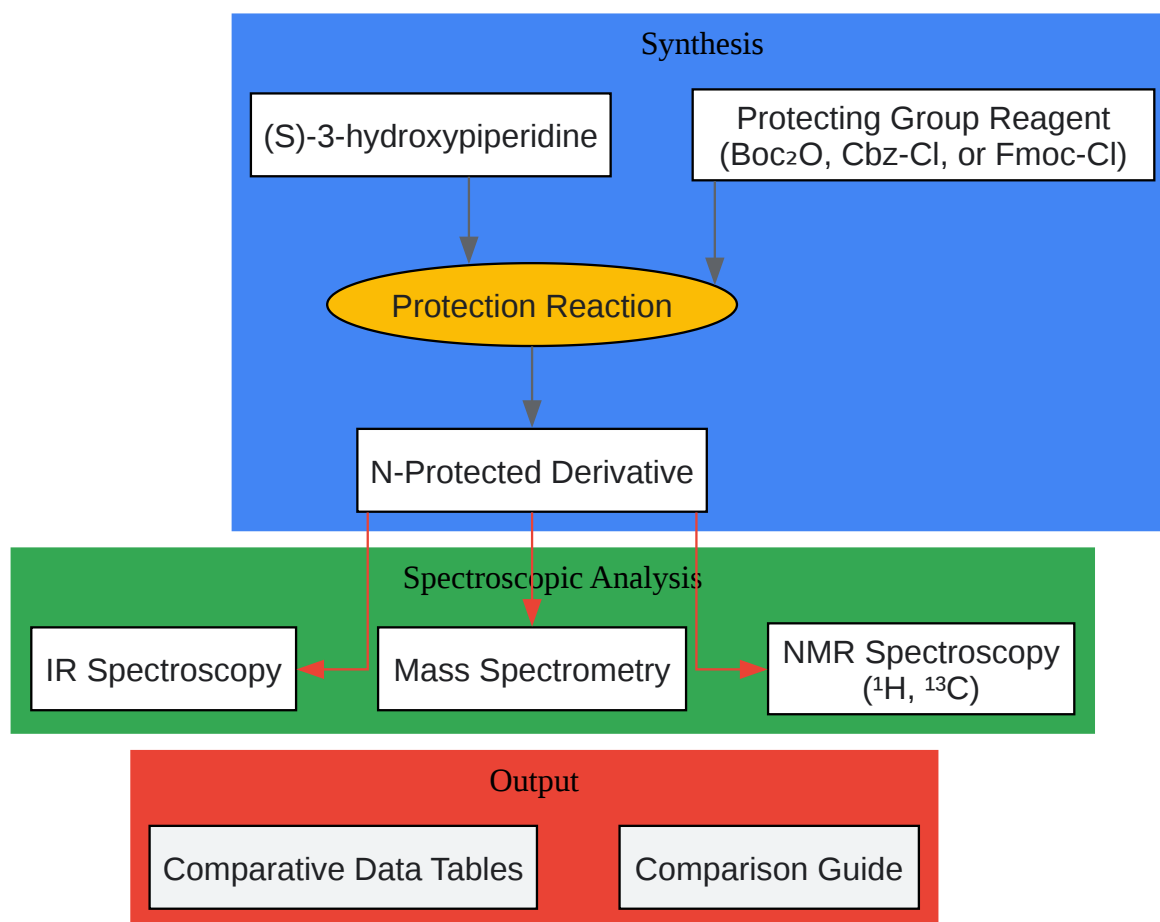 Synthesis
(S)-3-hydroxypiperidine
Protecting Group Reagent
(Boc₂O, Cbz-Cl, or Fmoc-Cl)
Protection Reaction
N-Protected Derivative
Spectroscopic Analysis
IR Spectroscopy
Mass Spectrometry
NMR Spectroscopy
(¹H, ¹³C)
Output
Comparative Data Tables
Comparison Guide